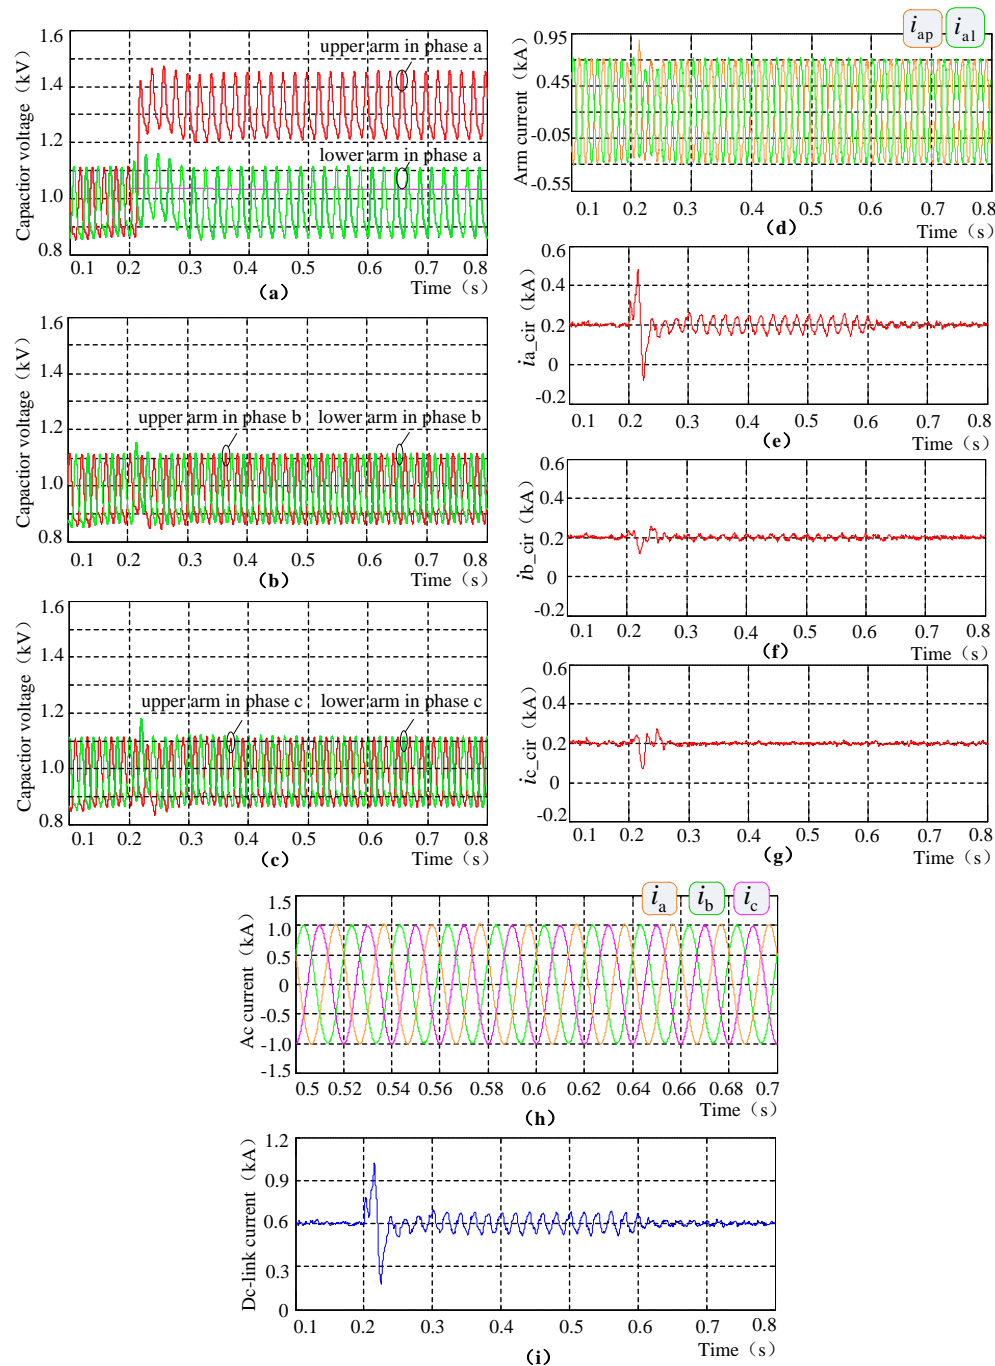 1.6
1.4
1.2
1.0
0.8
Capactior voltage（kV）
upper arm in phase a
lower arm in phase a
0.1 0.2 0.3 0.4 0.5 0.6 0.7 0.8
Time（s）
（a）
1.6
1.4
1.2
1.0
0.8
Capactior voltage（kV）
upper arm in phase b
lower arm in phase b
0.1 0.2 0.3 0.4 0.5 0.6 0.7 0.8
Time（s）
（b）
1.6
1.4
1.2
1.0
0.8
Capactior voltage（kV）
upper arm in phase c
lower arm in phase c
0.1 0.2 0.3 0.4 0.5 0.6 0.7 0.8
Time（s）
（c）
iap ial
0.95
0.45
-0.05
-0.55
Arm current（kA）
0.1 0.2 0.3 0.4 0.5 0.6 0.7 0.8
Time（s）
（d）
0.6
0.4
0.2
0
-0.2
ia_cir（kA）
0.1 0.2 0.3 0.4 0.5 0.6 0.7 0.8
Time（s）
（e）
0.6
0.4
0.2
0
-0.2
ib_cir（kA）
0.1 0.2 0.3 0.4 0.5 0.6 0.7 0.8
Time（s）
（f）
0.6
0.4
0.2
0
-0.2
ic_cir（kA）
0.1 0.2 0.3 0.4 0.5 0.6 0.7 0.8
Time（s）
（g）
ia ib ic
1.5
1.0
0.5
0
-0.5
-1.0
-1.5
Ac current（kA）
0.5 0.52 0.54 0.56 0.58 0.6 0.62 0.64 0.66 0.68 0.7
Time（s）
（h）
1.2
0.9
0.6
0.3
0
Dc-link current（kA）
0.1 0.2 0.3 0.4 0.5 0.6 0.7 0.8
Time（s）
（i）